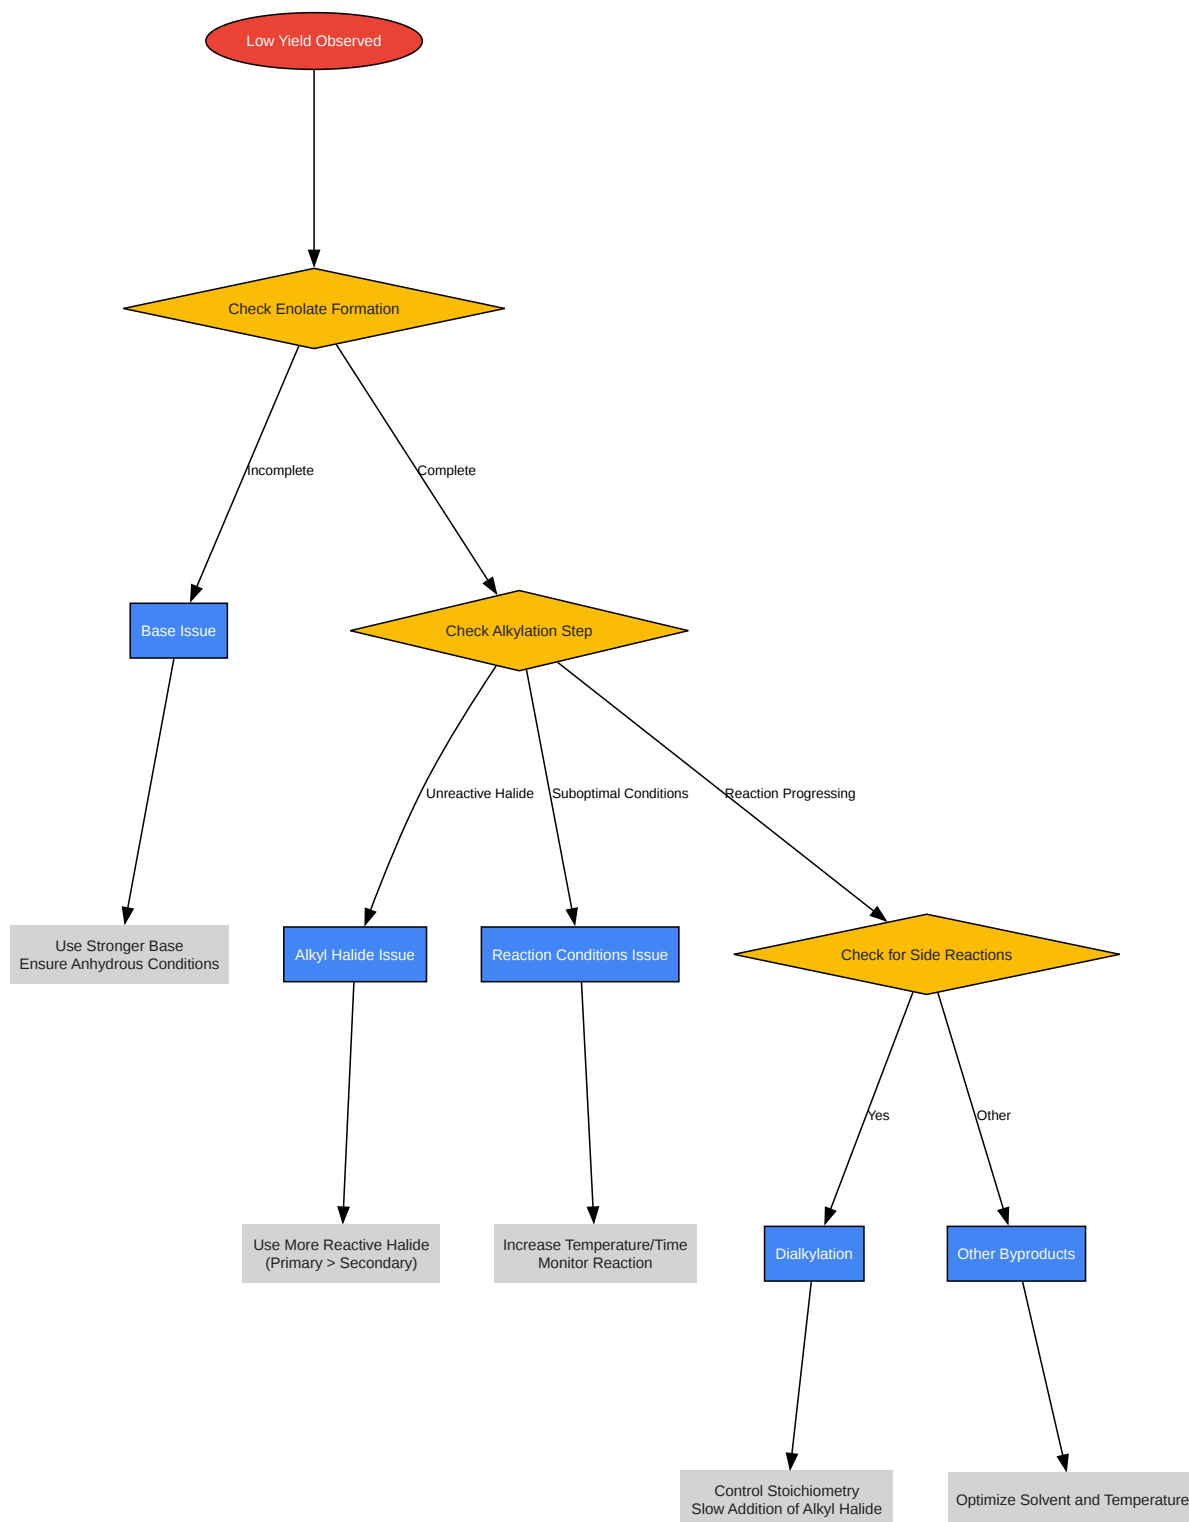 Low Yield Observed
Check Enolate Formation
Incomplete
Complete
Base Issue
Check Alkylation Step
Unreactive Halide
Suboptimal Conditions
Reaction Progressing
Use Stronger Base
Ensure Anhydrous Conditions
Alkyl Halide Issue
Reaction Conditions Issue
Check for Side Reactions
Yes
Other
Use More Reactive Halide
(Primary > Secondary)
Increase Temperature/Time
Monitor Reaction
Dialkylation
Other Byproducts
Control Stoichiometry
Slow Addition of Alkyl Halide
Optimize Solvent and Temperature